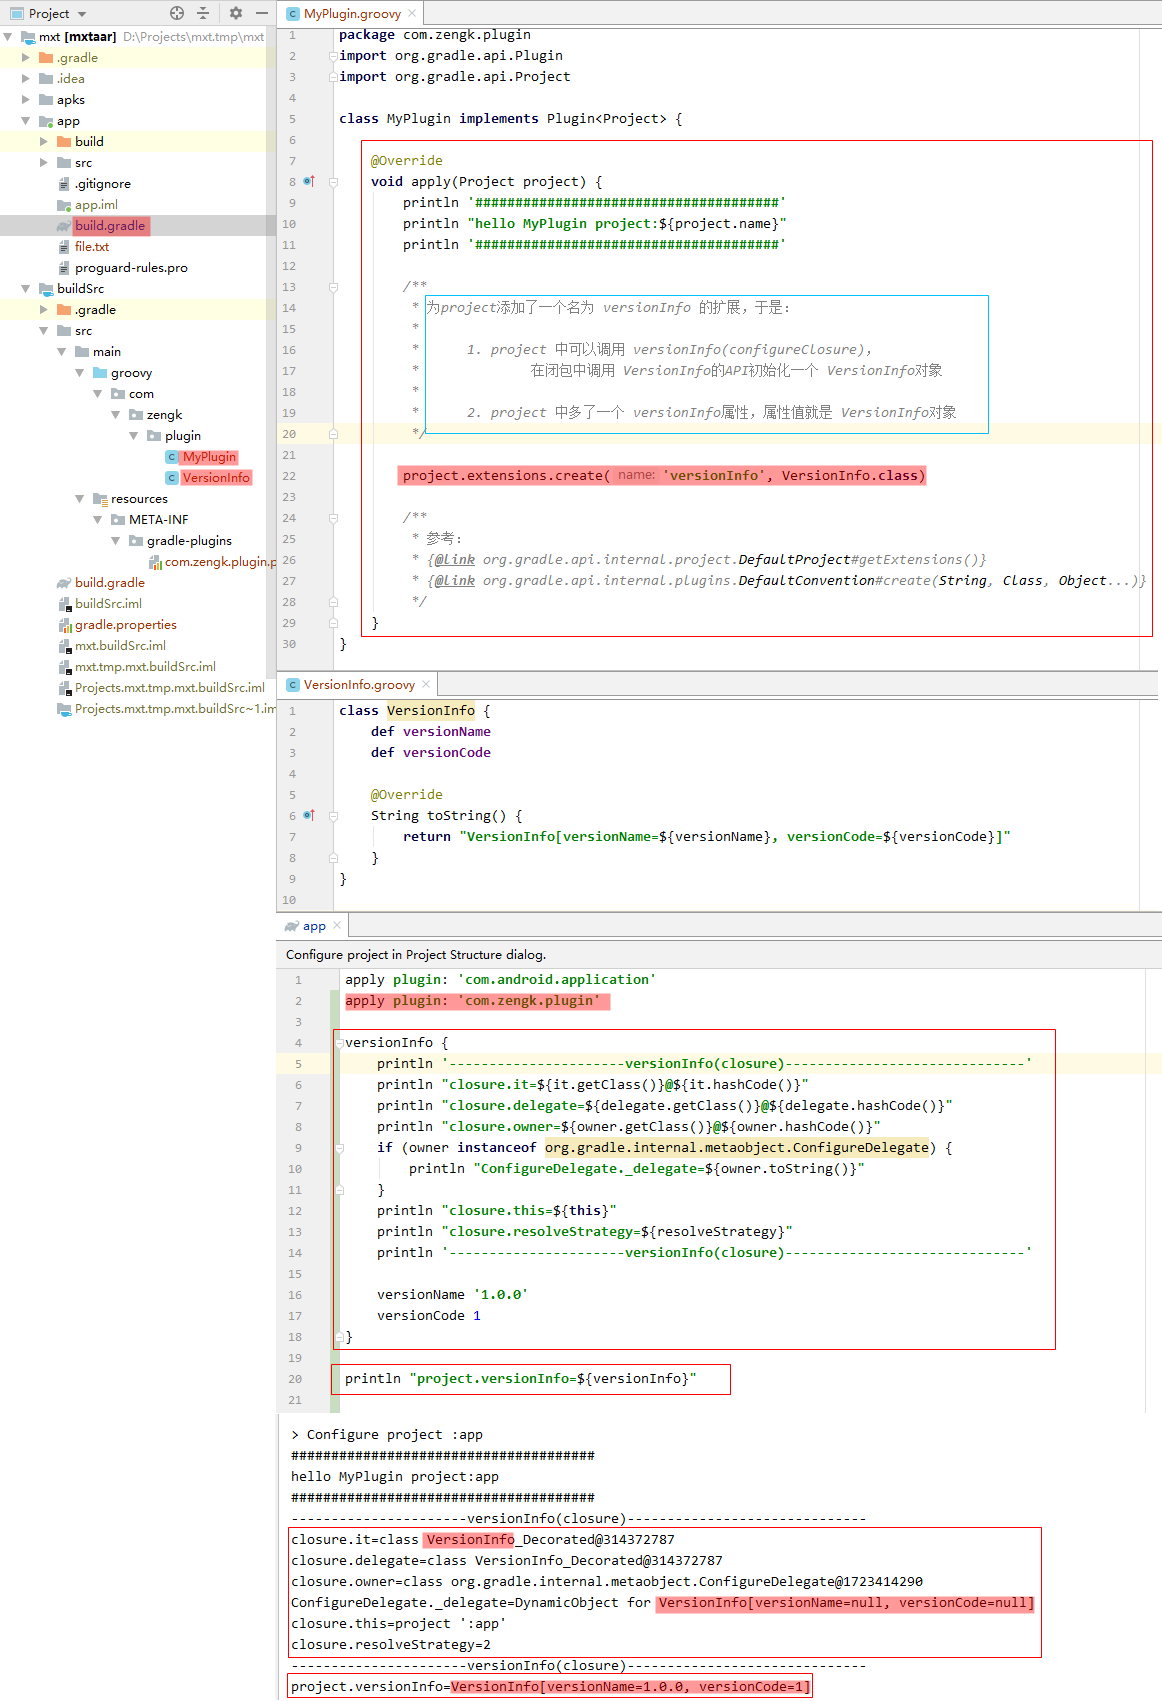 Project
mxt [mxtaar] D:\Projects\mxt.tmp\mxt
.gradle
.idea
apks
app
build
src
.gitignore
app.iml
build.gradle
file.txt
proguard-rules.pro
buildSrc
.gradle
src
main
groovy
com
zengk
plugin
MyPlugin
VersionInfo
resources
META-INF
gradle-plugins
com.zengk.plugin.p
build.gradle
buildSrc.iml
gradle.properties
mxt.buildSrc.iml
mxt.tmp.mxt.buildSrc.iml
Projects.mxt.tmp.mxt.buildSrc.iml
Projects.mxt.tmp.mxt.buildSrc~1.im
MyPlugin.groovy
1 package com.zengk.plugin
2 import org.gradle.api.Plugin
3 import org.gradle.api.Project
4
5 class MyPlugin implements Plugin<Project> {
6
7 @Override
8 void apply(Project project) {
9 println '######################################'
10 println "hello MyPlugin project:${project.name}"
11 println '######################################'
12
13 /**
14 * 为project添加了一个名为 versionInfo 的扩展，于是：
15 *
16 * 1. project 中可以调用 versionInfo(configureClosure)，
17 * 在闭包中调用 VersionInfo的API初始化一个 VersionInfo对象
18 *
19 * 2. project 中多了一个 versionInfo属性，属性值就是 VersionInfo对象
20 */
21
22 project.extensions.create( name: 'versionInfo', VersionInfo.class)
23
24 /**
25 * 参考：
26 * {@link org.gradle.api.internal.project.DefaultProject#getExtensions()}
27 * {@link org.gradle.api.internal.plugins.DefaultConvention#create(String, Class, Object...)}
28 */
29 }
30 }
VersionInfo.groovy
1 class VersionInfo {
2 def versionName
3 def versionCode
4
5 @Override
6 String toString() {
7 return "VersionInfo[versionName=${versionName}, versionCode=${versionCode}]"
8 }
9 }
10
app
Configure project in Project Structure dialog.
1 apply plugin: 'com.android.application'
2 apply plugin: 'com.zengk.plugin'
3
4 versionInfo {
5 println '----------------------versionInfo(closure)------------------------------'
6 println "closure.it=${it.getClass()}@${it.hashCode()}"
7 println "closure.delegate=${delegate.getClass()}@${delegate.hashCode()}"
8 println "closure.owner=${owner.getClass()}@${owner.hashCode()}"
9 if (owner instanceof org.gradle.internal.metaobject.ConfigureDelegate) {
10 println "ConfigureDelegate._delegate=${owner.toString()}"
11 }
12 println "closure.this=${this}"
13 println "closure.resolveStrategy=${resolveStrategy}"
14 println '----------------------versionInfo(closure)------------------------------'
15
16 versionName '1.0.0'
17 versionCode 1
18 }
19
20 println "project.versionInfo=${versionInfo}"
21
> Configure project :app
######################################
hello MyPlugin project:app
######################################
----------------------versionInfo(closure)------------------------------
closure.it=class VersionInfo_Decorated@314372787
closure.delegate=class VersionInfo_Decorated@314372787
closure.owner=class org.gradle.internal.metaobject.ConfigureDelegate@1723414290
ConfigureDelegate._delegate=DynamicObject for VersionInfo[versionName=null, versionCode=null]
closure.this=project ':app'
closure.resolveStrategy=2
----------------------versionInfo(closure)------------------------------
project.versionInfo=VersionInfo[versionName=1.0.0, versionCode=1]